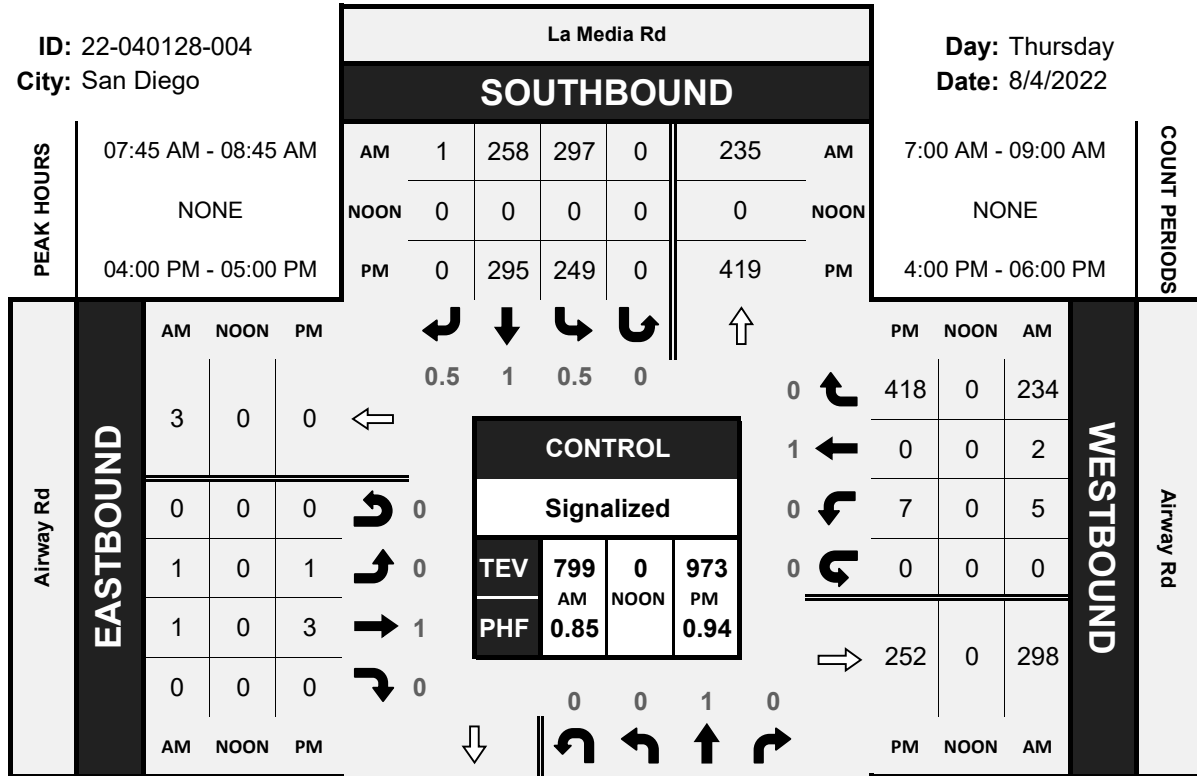 La Media Rd
ID: 22-040128-004
Day: Thursday
City: San Diego
Date: 8/4/2022
SOUTHBOUND
PEAK HOURS
07:45 AM - 08:45 AM
AM 1 258 297 0 235 AM
7:00 AM - 09:00 AM
COUNT PERIODS
NONE
NOON 0 0 0 0 0 NOON
NONE
04:00 PM - 05:00 PM
PM 0 295 249 0 419 PM
4:00 PM - 06:00 PM
AM NOON PM
PM NOON AM
0.5 1 0.5 0
Airway Rd
EASTBOUND
3 0 0
0 0 0 0
1 0 1 0
1 0 3 1
0 0 0 0
AM NOON PM
CONTROL
Signalized
TEV 799 0 973
AM NOON PM
PHF 0.85 0.94
0 418 0 234
1 0 0 2
0 7 0 5
0 0 0 0
252 0 298
WESTBOUND
Airway Rd
0 0 1 0
PM NOON AM